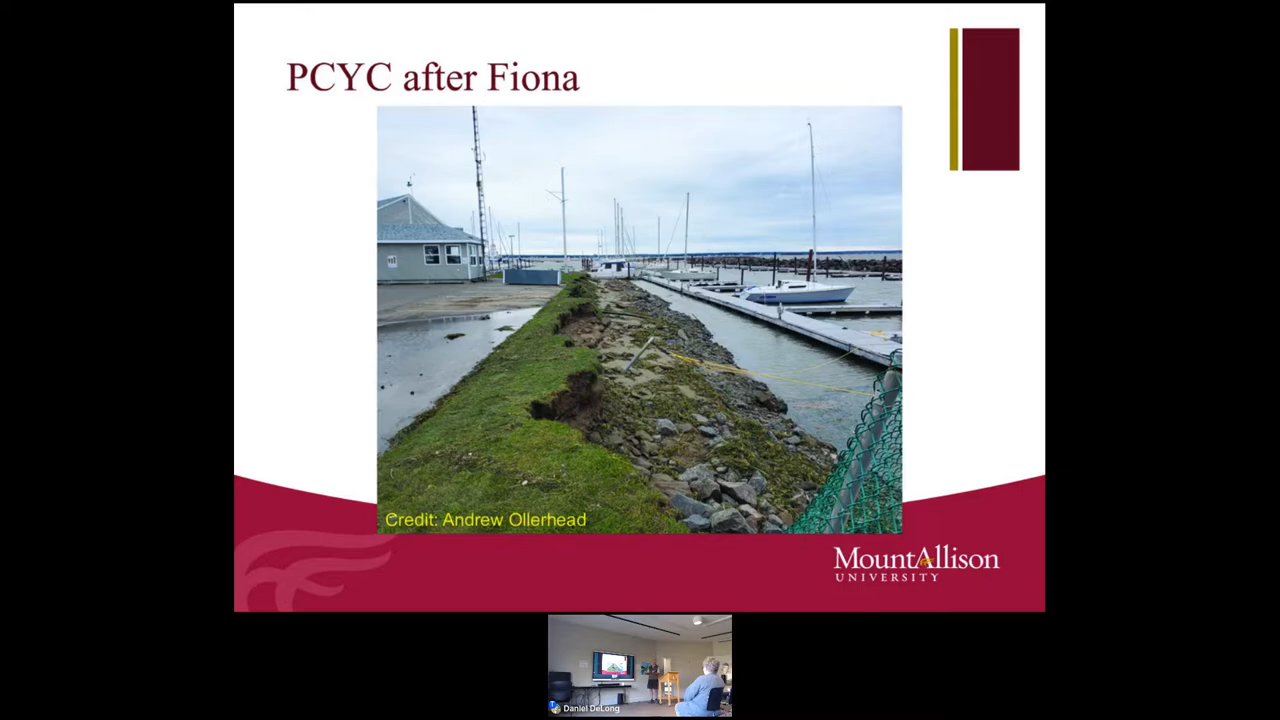 PCYC after Fiona
Credit: Andrew Ollerhead
MountAllison
UNIVERSITY
Daniel DeLong